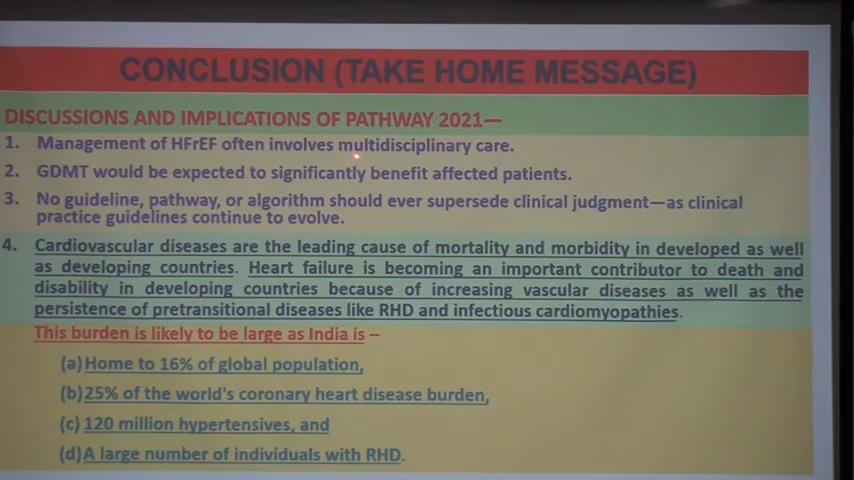 CONCLUSION (TAKE HOME MESSAGE)
DISCUSSIONS AND IMPLICATIONS OF PATHWAY 2021—
1. Management of HFrEF often involves multidisciplinary care.
2. GDMT would be expected to significantly benefit affected patients.
3. No guideline, pathway, or algorithm should ever supersede clinical judgment—as clinical
practice guidelines continue to evolve.
4. Cardiovascular diseases are the leading cause of mortality and morbidity in developed as well
as developing countries. Heart failure is becoming an important contributor to death and
disability in developing countries because of increasing vascular diseases as well as the
persistence of pretransitional diseases like RHD and infectious cardiomyopathies.
This burden is likely to be large as India is –
(a) Home to 16% of global population,
(b) 25% of the world's coronary heart disease burden,
(c) 120 million hypertensives, and
(d) A large number of individuals with RHD.